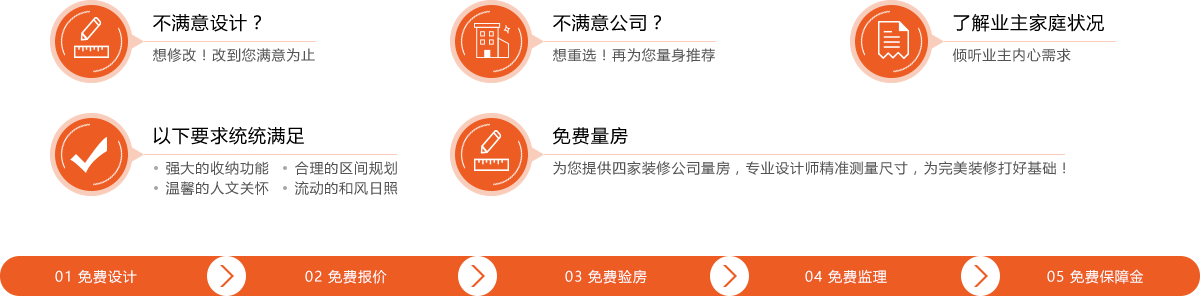 不满意设计？
想修改！改到您满意为止
不满意公司？
想重选！再为您量身推荐
了解业主家庭状况
倾听业主内心需求
以下要求统统满足
• 强大的收纳功能 • 合理的区间规划
• 温馨的人文关怀 • 流动的和风日照
免费量房
为您提供四家装修公司量房，专业设计师精准测量尺寸，为完美装修打好基础！
01 免费设计
02 免费报价
03 免费验房
04 免费监理
05 免费保障金